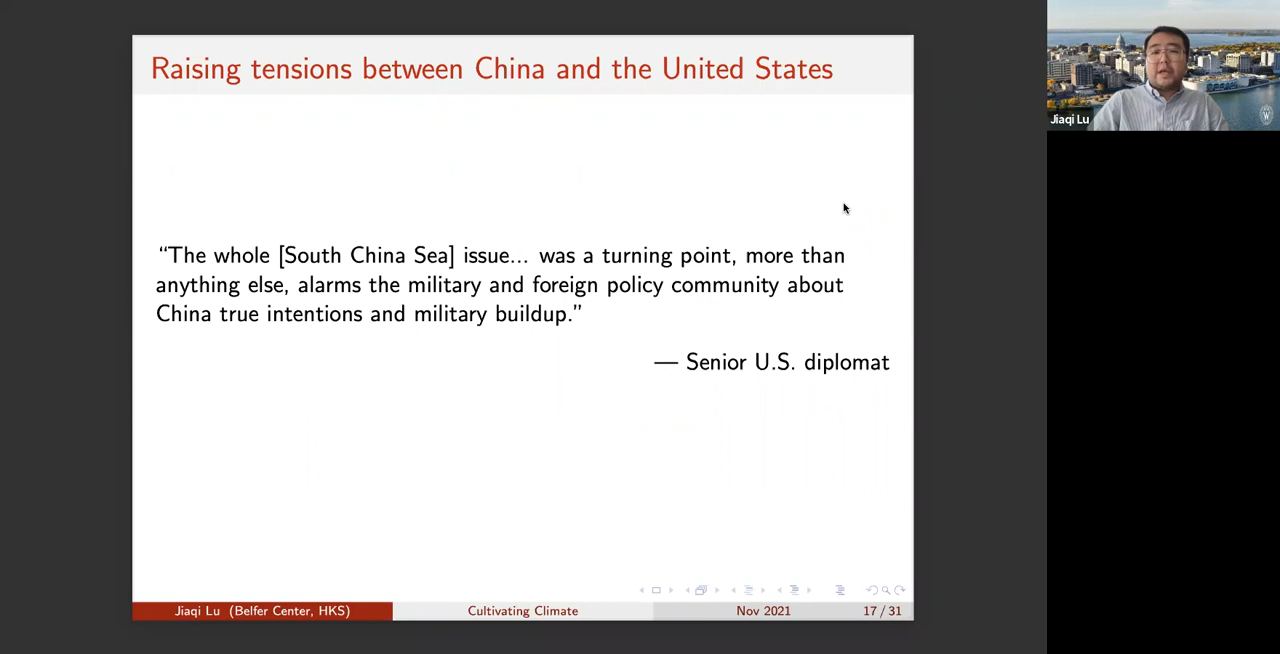 Raising tensions between China and the United States
Jiaqi Lu
“The whole [South China Sea] issue... was a turning point, more than
anything else, alarms the military and foreign policy community about
China true intentions and military buildup.”
— Senior U.S. diplomat
Jiaqi Lu (Belfer Center, HKS)
Cultivating Climate
Nov 2021
17 / 31
W